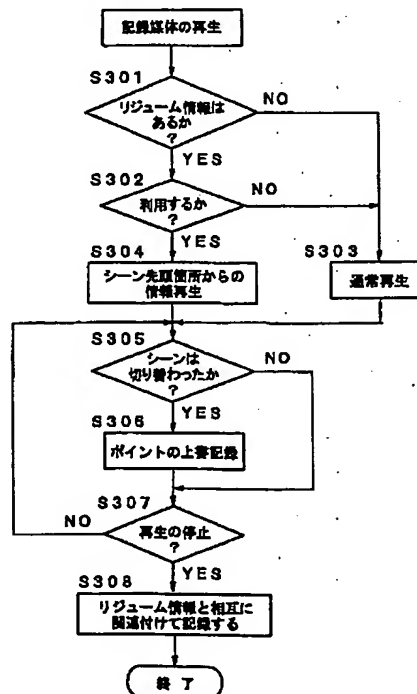 記録媒体の再生
S301
リジューム情報は
あるか
?
NO
YES
S302
利用するか
?
NO
YES
S304
シーン先頭箇所からの
情報再生
S303
通常再生
S305
シーンは
切り替わったか
?
NO
YES
S306
ポイントの上書記録
S307
再生の停止
?
NO
YES
S308
リジューム情報と相互に
関連付けて記録する
終了